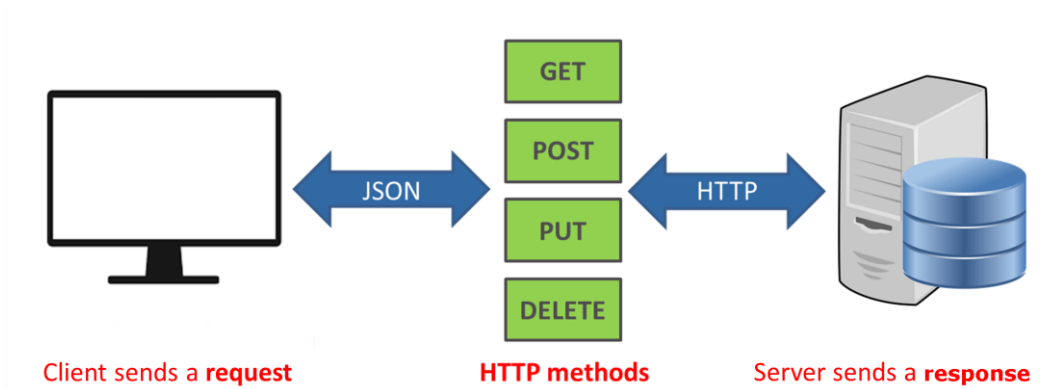 GET
POST
JSON
HTTP
PUT
DELETE
Client sends a request
HTTP methods
Server sends a response